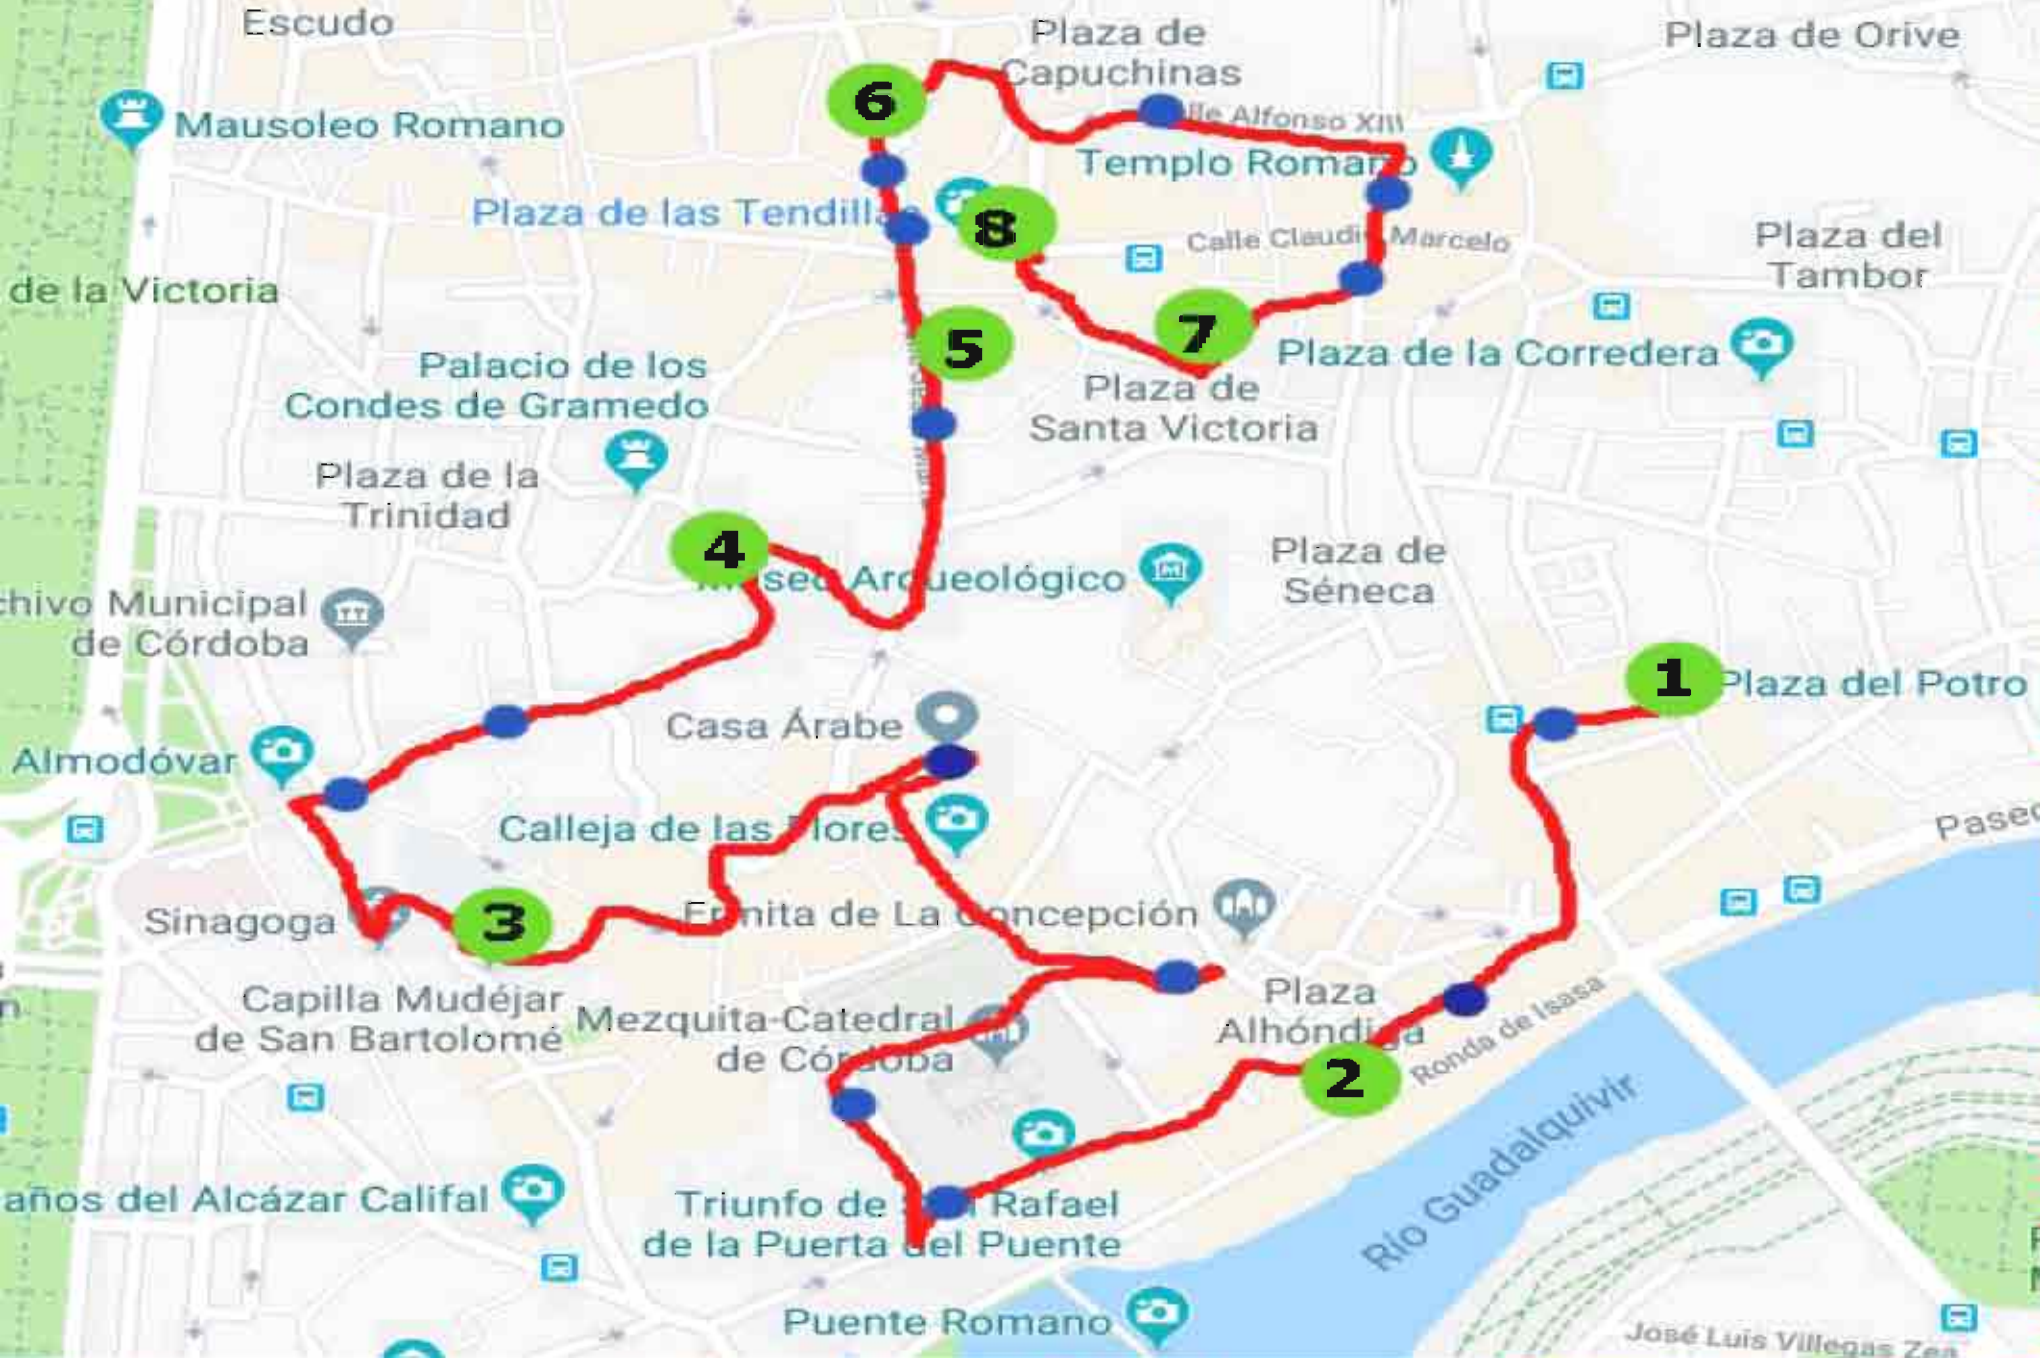 Escudo
Plaza de
Capuchinas
Plaza de Orive
6
Mausoleo Romano
lle Alfonso XIII
Templo Romano
Plaza de las Tendillas
8
Calle Claudio Marcelo
Plaza del
Tambor
de la Victoria
7
5
Plaza de la Corredera
Palacio de los
Condes de Gramedo
Plaza de
Santa Victoria
Plaza de la
Trinidad
4
Museo Arqueológico
Plaza de
Séneca
chivo Municipal
de Córdoba
1
Plaza del Potro
Casa Árabe
Almodóvar
Calleja de las Flores
Paseo
Sinagoga
3
Ermita de La Concepción
Capilla Mudéjar
de San Bartolomé
Mezquita-Catedral
de Córdoba
Plaza
Alhóndiga
Ronda de Isasa
2
Río Guadalquivir
años del Alcázar Califal
Triunfo de San Rafael
de la Puerta del Puente
Puente Romano
José Luis Villegas Zea